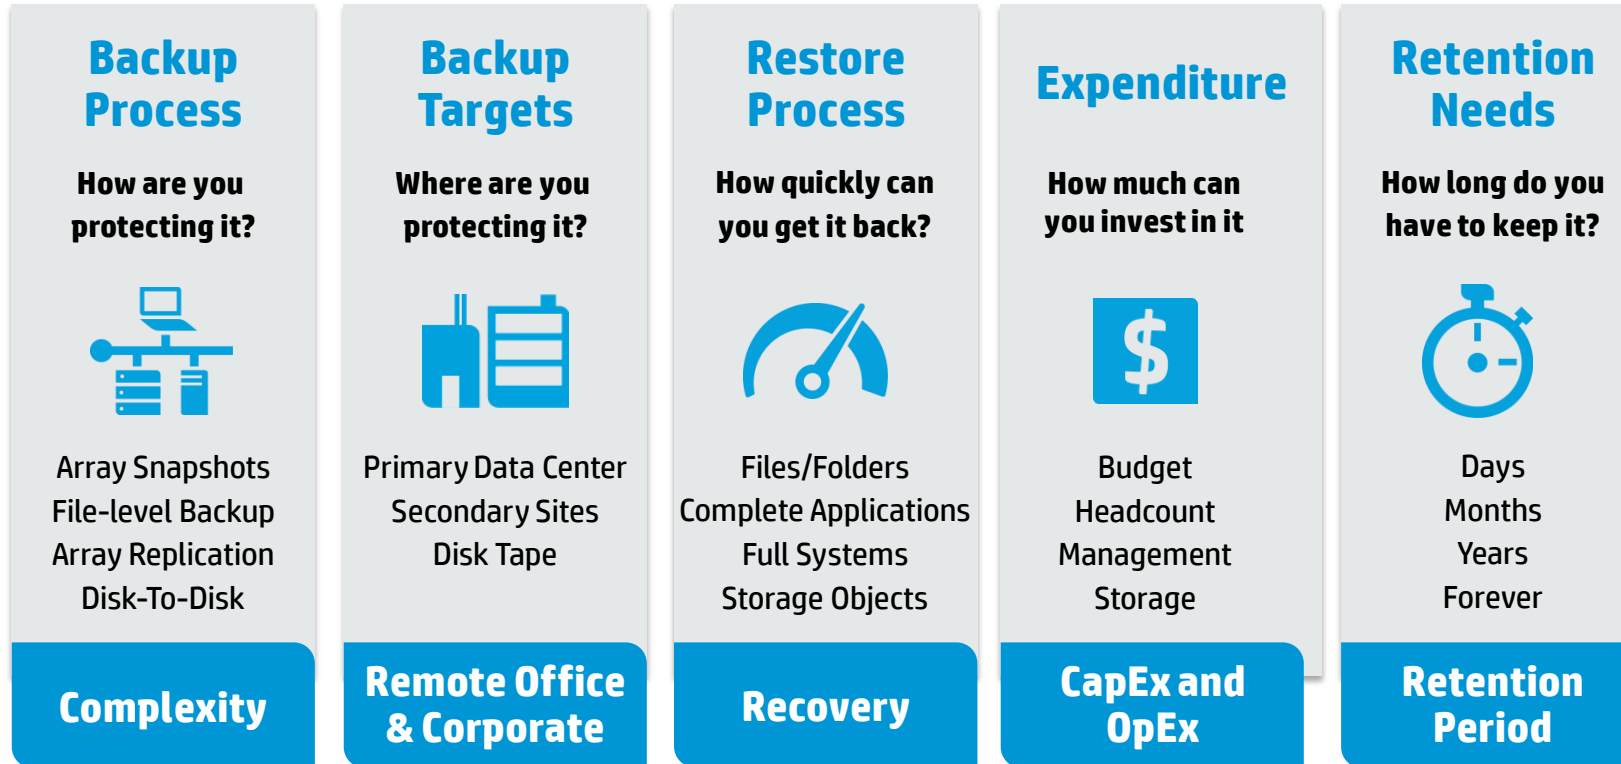 Backup
Process
How are you
protecting it?
Array Snapshots
File-level Backup
Array Replication
Disk-To-Disk
Complexity
Backup
Targets
Where are you
protecting it?
Primary Data Center
Secondary Sites
Disk Tape
Remote Office
& Corporate
Restore
Process
How quickly can
you get it back?
Files/Folders
Complete Applications
Full Systems
Storage Objects
Recovery
Expenditure
How much can
you invest in it
$
Budget
Headcount
Management
Storage
CapEx and
OpEx
Retention
Needs
How long do you
have to keep it?
Days
Months
Years
Forever
Retention
Period